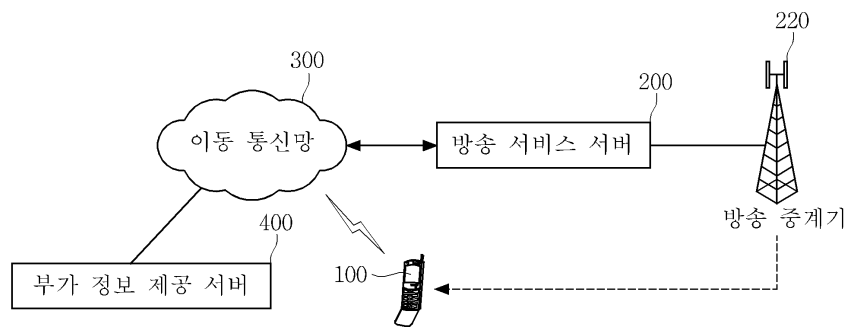 220
300
200
이동 통신망
방송 서비스 서버
방송 중계기
400
100
부가 정보 제공 서버